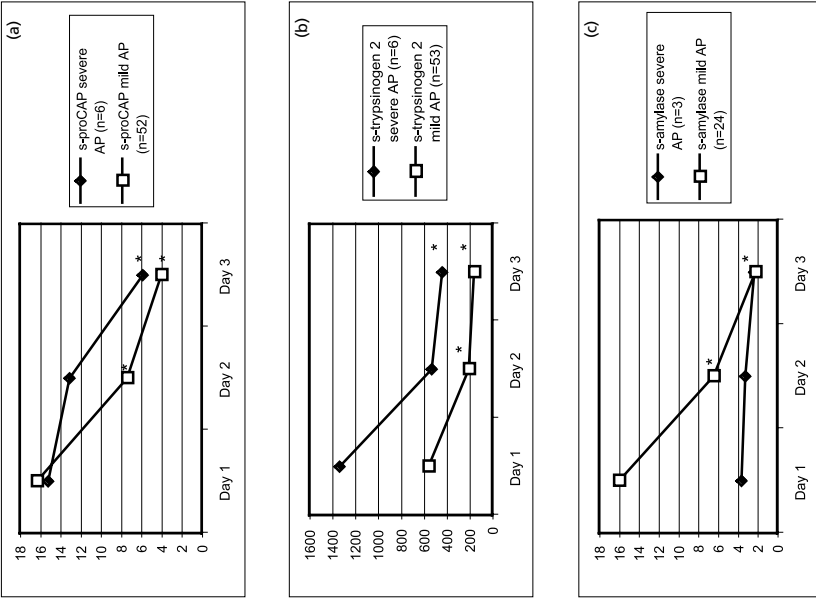 (a)
s-proCAP severe
AP (n=6)
s-proCAP mild AP
(n=52)
18
16
14
12
10
8
6
4
2
0
*
*
*
Day 1
Day 2
Day 3
(b)
s-trypsinogen 2
severe AP (n=6)
s-trypsinogen 2
mild AP (n=53)
1600
1400
1200
1000
800
600
400
200
0
*
*
*
Day 1
Day 2
Day 3
(c)
s-amylase severe
AP (n=3)
s-amylase mild AP
(n=24)
18
16
14
12
10
8
6
4
2
0
*
*
Day 1
Day 2
Day 3